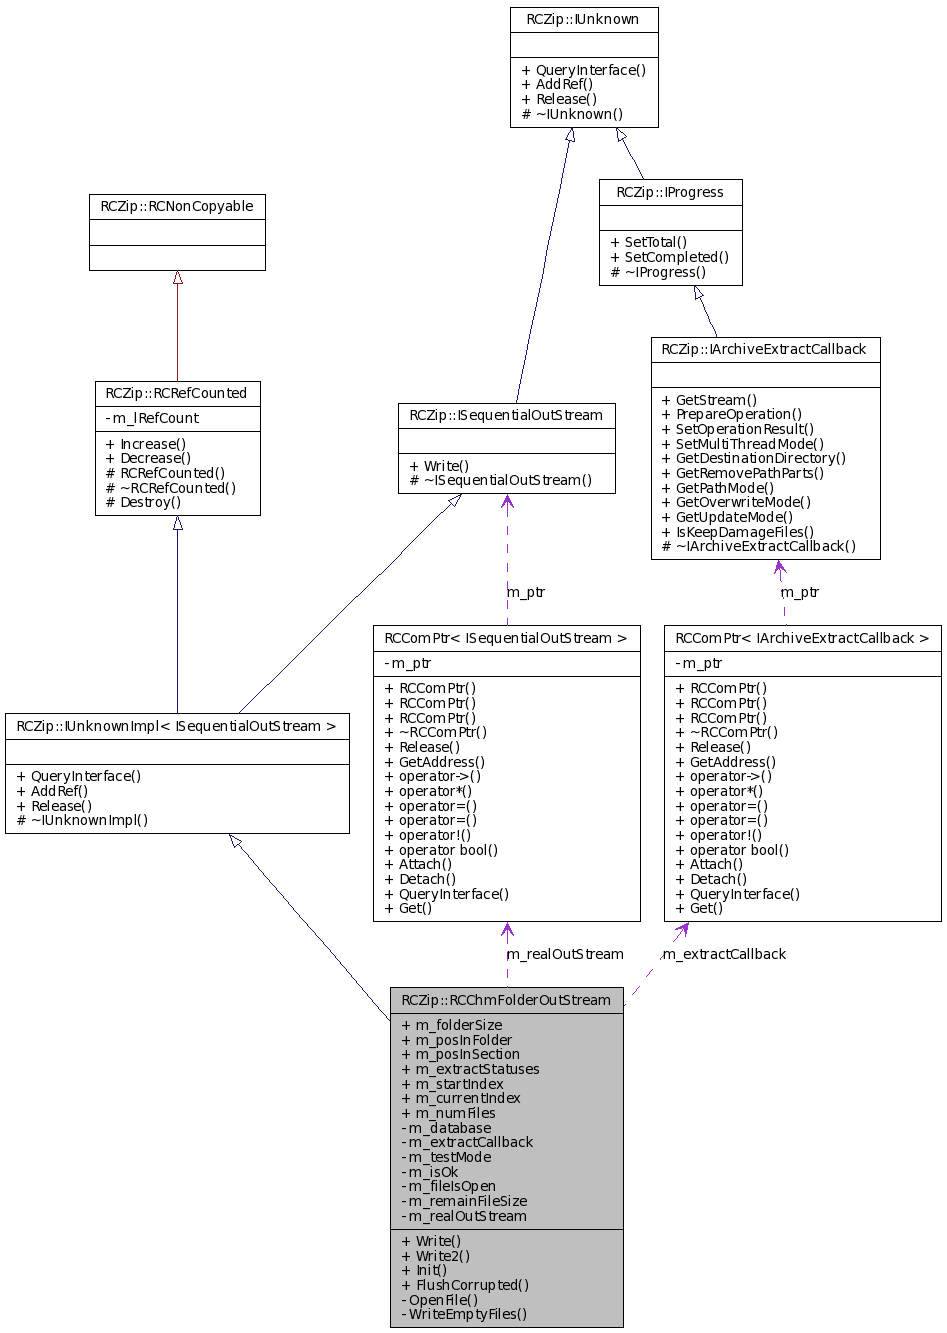 RCZip::IUnknown
+ QueryInterface()
+ AddRef()
+ Release()
# ~IUnknown()
RCZip::IProgress
+ SetTotal()
+ SetCompleted()
# ~IProgress()
RCZip::RCNonCopyable
RCZip::IArchiveExtractCallback
+ GetStream()
+ PrepareOperation()
+ SetOperationResult()
+ SetMultiThreadMode()
+ GetDestinationDirectory()
+ GetRemovePathParts()
+ GetPathMode()
+ GetOverwriteMode()
+ GetUpdateMode()
+ IsKeepDamageFiles()
# ~IArchiveExtractCallback()
RCZip::RCRefCounted
- m_lRefCount
+ Increase()
+ Decrease()
# RCRefCounted()
# ~RCRefCounted()
# Destroy()
RCZip::ISequentialOutStream
+ Write()
# ~ISequentialOutStream()
m_ptr
m_ptr
RCComPtr< ISequentialOutStream >
- m_ptr
+ RCComPtr()
+ RCComPtr()
+ RCComPtr()
+ ~RCComPtr()
+ Release()
+ GetAddress()
+ operator->()
+ operator*()
+ operator=()
+ operator=()
+ operator!()
+ operator bool()
+ Attach()
+ Detach()
+ QueryInterface()
+ Get()
RCComPtr< IArchiveExtractCallback >
- m_ptr
+ RCComPtr()
+ RCComPtr()
+ RCComPtr()
+ ~RCComPtr()
+ Release()
+ GetAddress()
+ operator->()
+ operator*()
+ operator=()
+ operator=()
+ operator!()
+ operator bool()
+ Attach()
+ Detach()
+ QueryInterface()
+ Get()
RCZip::IUnknownImpl< ISequentialOutStream >
+ QueryInterface()
+ AddRef()
+ Release()
# ~IUnknownImpl()
m_realOutStream
m_extractCallback
RCZip::RCChmFolderOutStream
+ m_folderSize
+ m_posInFolder
+ m_posInSection
+ m_extractStatuses
+ m_startIndex
+ m_currentIndex
+ m_numFiles
- m_database
- m_extractCallback
- m_testMode
- m_isOk
- m_fileIsOpen
- m_remainFileSize
- m_realOutStream
+ Write()
+ Write2()
+ Init()
+ FlushCorrupted()
- OpenFile()
- WriteEmptyFiles()